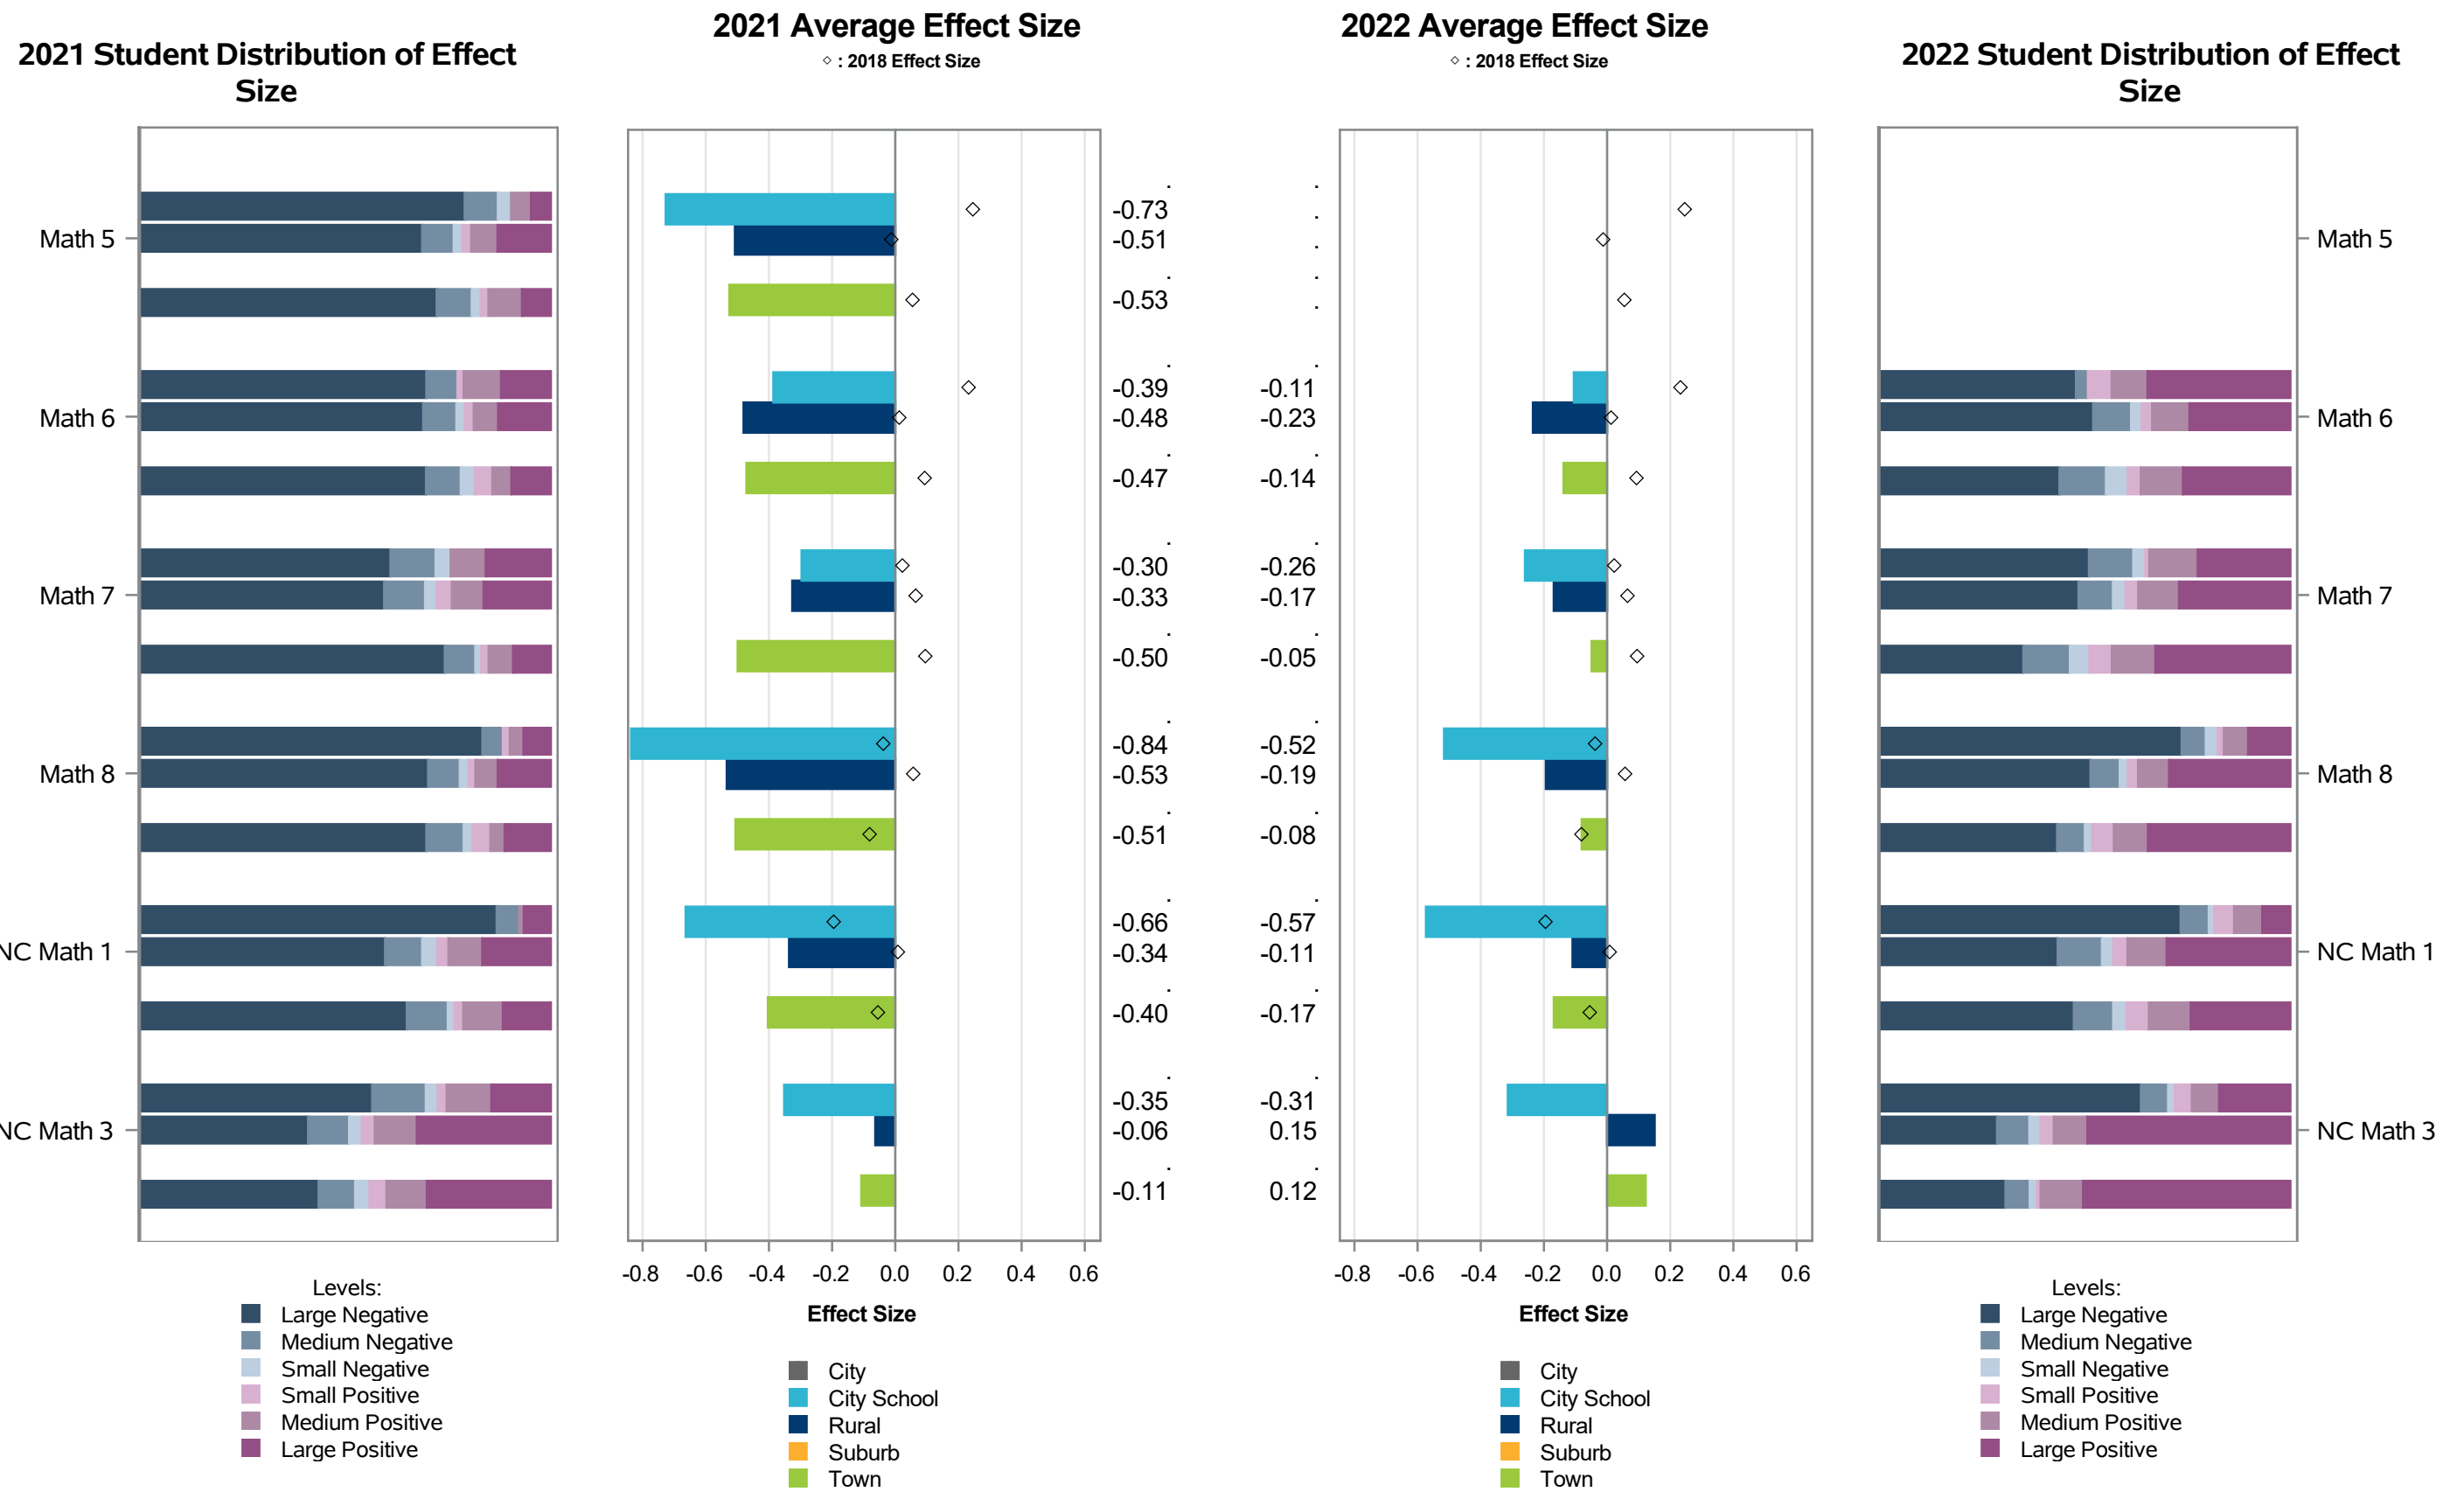 2021 Student Distribution of Effect
Size
2021 Average Effect Size
◇ : 2018 Effect Size
2022 Average Effect Size
◇ : 2018 Effect Size
2022 Student Distribution of Effect
Size
Math 5
Math 6
Math 7
Math 8
NC Math 1
NC Math 3
.
-0.73
-0.51
.
-0.53
.
-0.39
-0.48
.
-0.47
.
-0.30
-0.33
.
-0.50
.
-0.84
-0.53
.
-0.51
.
-0.66
-0.34
.
-0.40
.
-0.35
-0.06
.
-0.11
.
.
.
.
.
.
-0.11
-0.23
.
-0.14
.
-0.26
-0.17
.
-0.05
.
-0.52
-0.19
.
-0.08
.
-0.57
-0.11
.
-0.17
.
-0.31
0.15
.
0.12
Math 5
Math 6
Math 7
Math 8
NC Math 1
NC Math 3
-0.8 -0.6 -0.4 -0.2 0.0 0.2 0.4 0.6
Effect Size
-0.8 -0.6 -0.4 -0.2 0.0 0.2 0.4 0.6
Effect Size
Levels:
Large Negative
Medium Negative
Small Negative
Small Positive
Medium Positive
Large Positive
City
City School
Rural
Suburb
Town
City
City School
Rural
Suburb
Town
Levels:
Large Negative
Medium Negative
Small Negative
Small Positive
Medium Positive
Large Positive